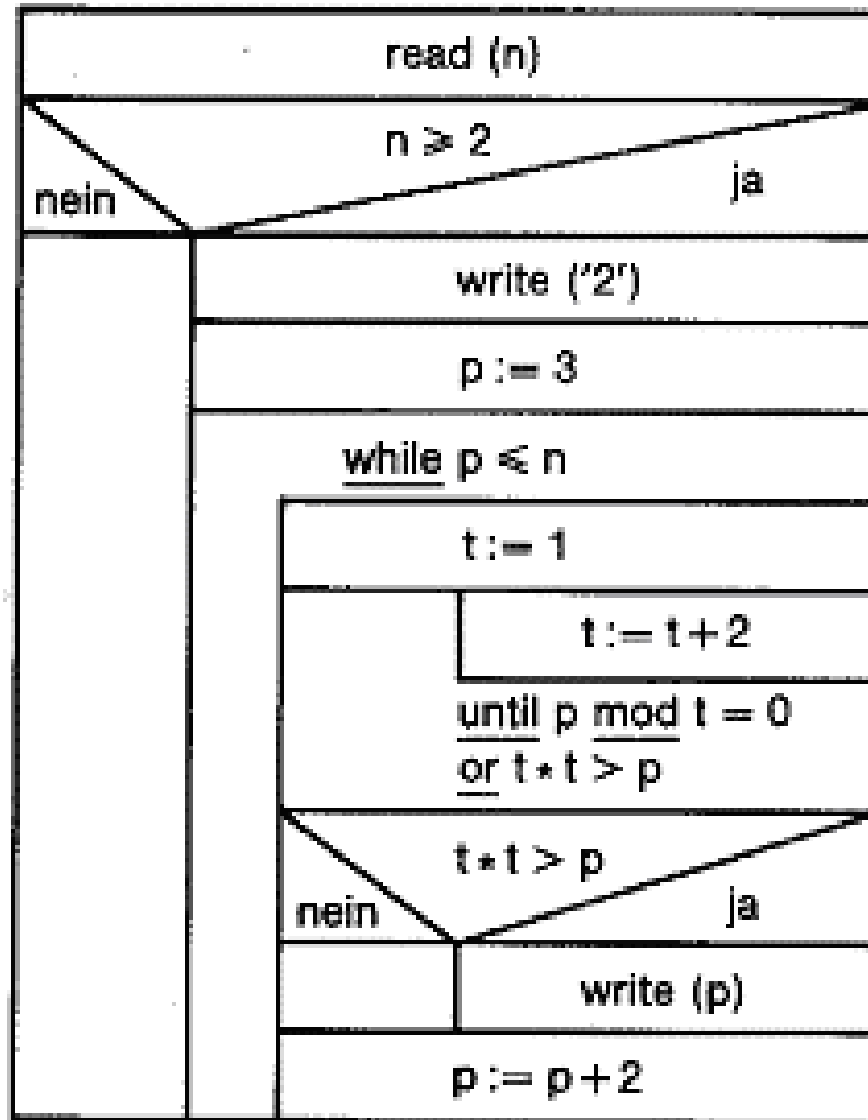 read (n)
n ⩾ 2
nein
ja
write ('2')
p := 3
while p ⩽ n
t := 1
t := t + 2
until p mod t = 0
or t * t > p
t * t > p
nein
ja
write (p)
p := p + 2